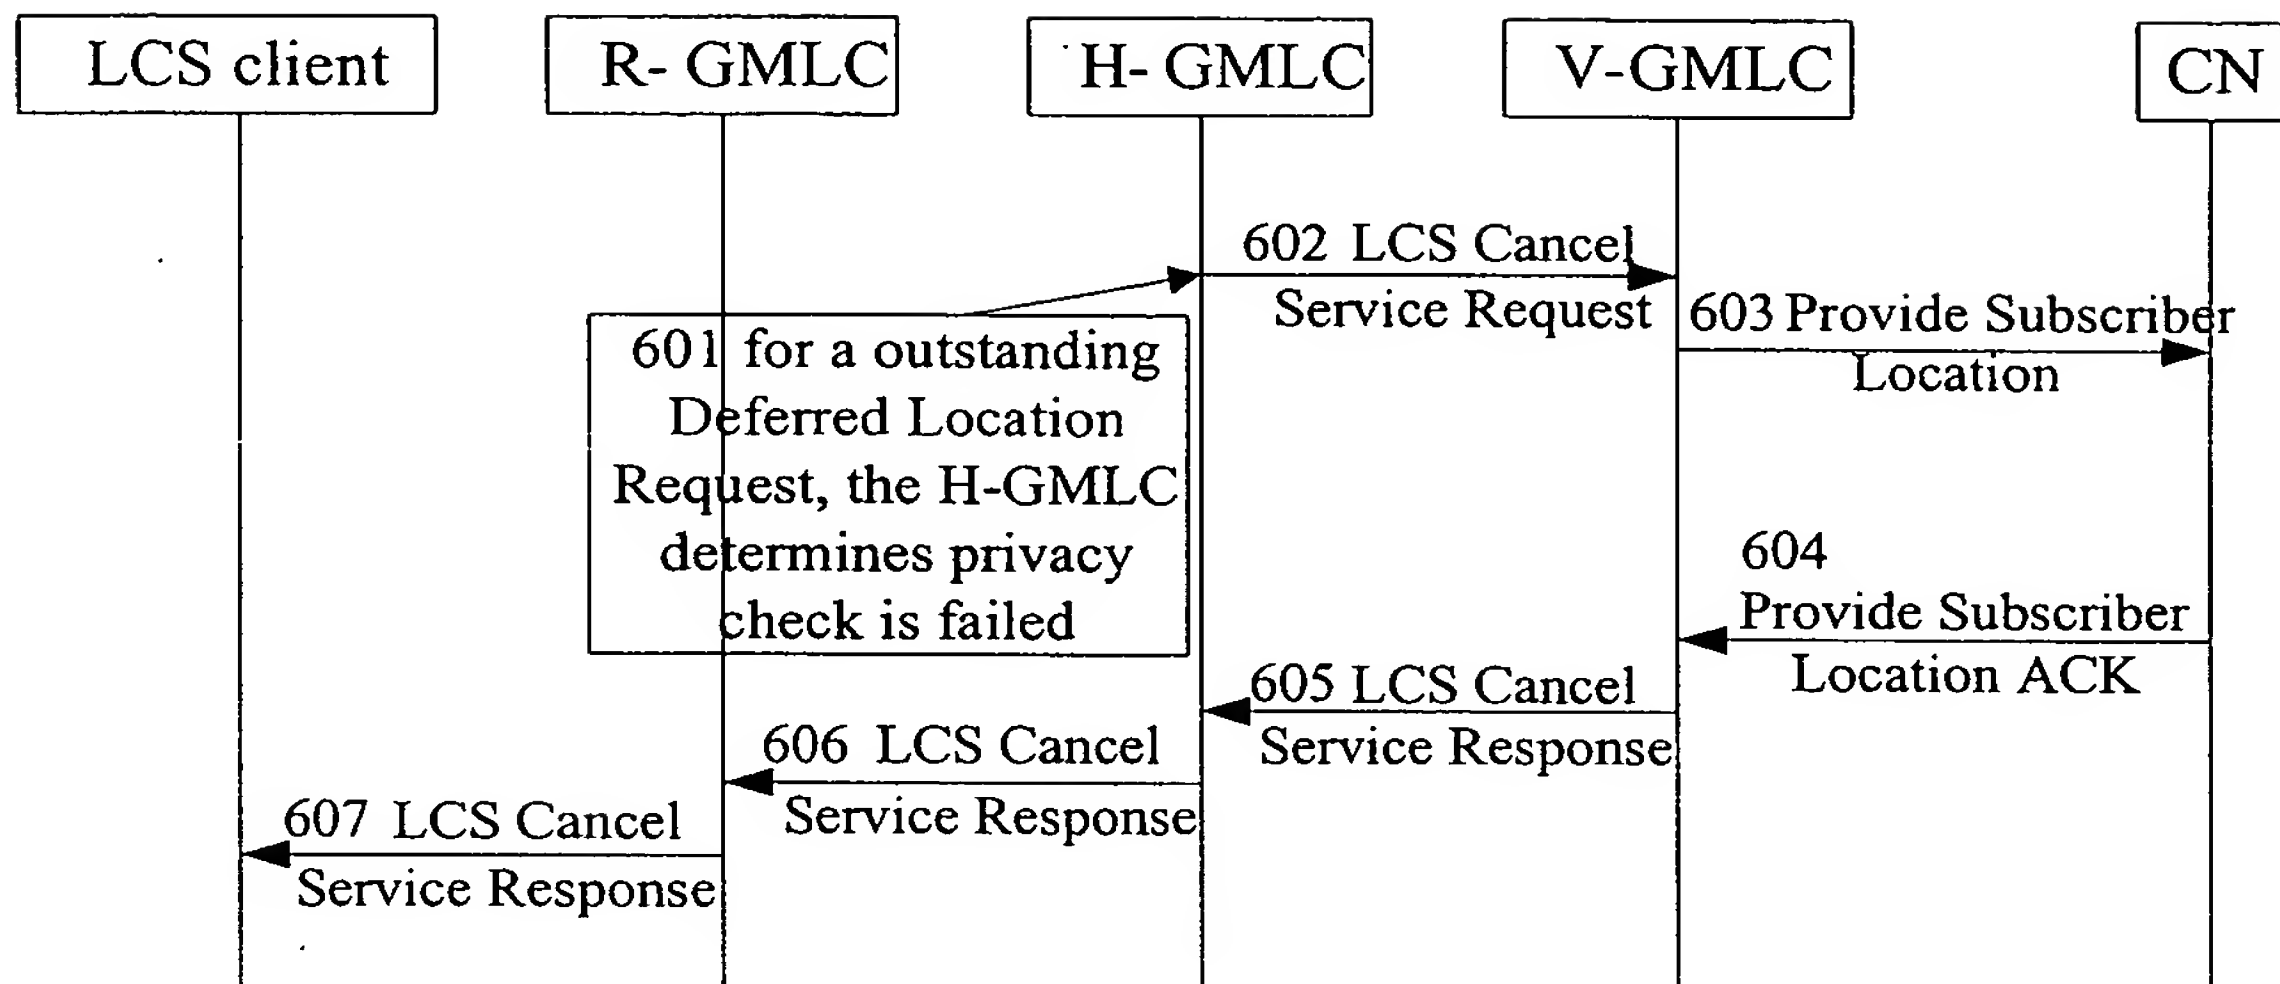 LCS client
R- GMLC
H- GMLC
V-GMLC
CN
602 LCS Cancel
Service Request
603 Provide Subscriber
Location
601 for a outstanding
Deferred Location
Request, the H-GMLC
determines privacy
check is failed
604
Provide Subscriber
Location ACK
605 LCS Cancel
Service Response
606 LCS Cancel
Service Response
607 LCS Cancel
Service Response